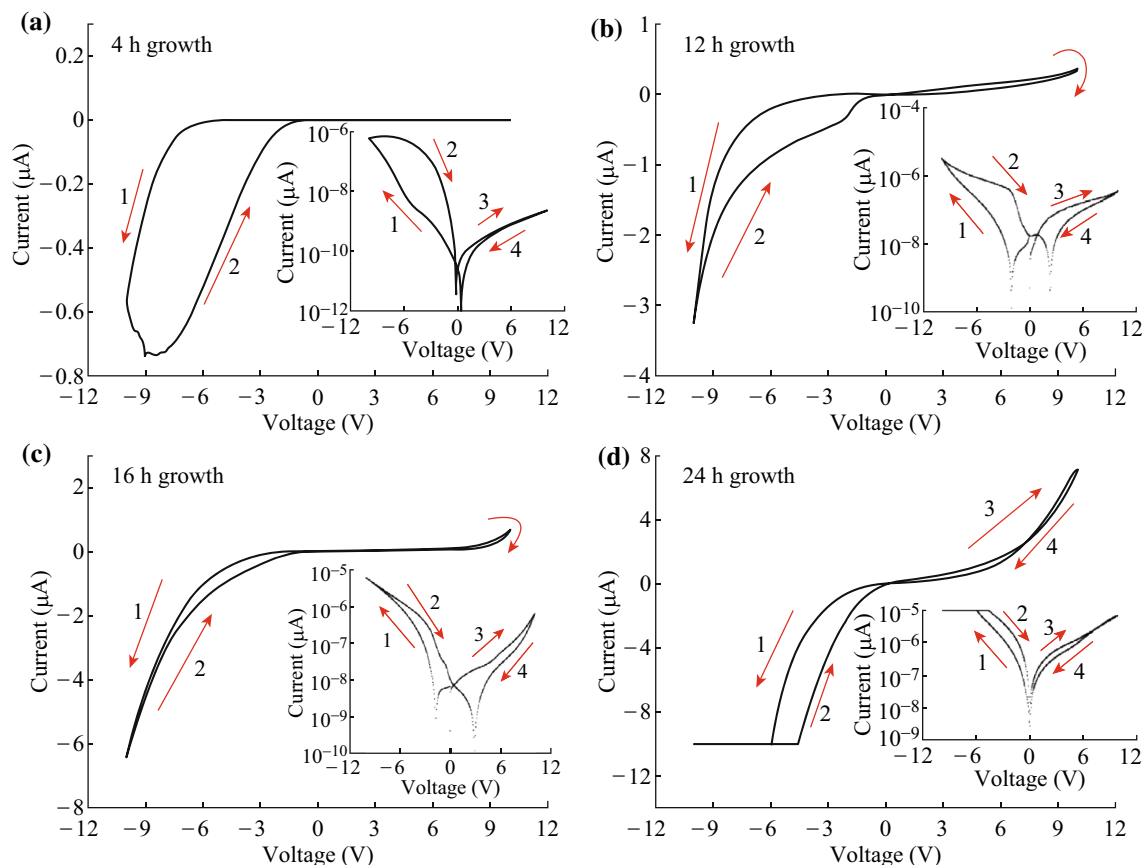 (a)
4 h growth
0.2
0
−0.2
−0.4
−0.6
−0.8
Current (μA)
−12 −9 −6 −3 0 3 6 9 12
Voltage (V)
1
2
10−6
10−8
10−10
10−12
Current (μA)
−6 0 6 12
Voltage (V)
1
2
3
4
(b)
12 h growth
1
0
−1
−2
−3
−4
Current (μA)
−12 −9 −6 −3 0 3 6 9 12
Voltage (V)
1
2
10−4
10−6
10−8
10−10
Current (μA)
−12 −6 0 6 12
Voltage (V)
1
2
3
4
(c)
16 h growth
2
0
−2
−4
−6
−8
Current (μA)
−12 −9 −6 −3 0 3 6 9 12
Voltage (V)
1
2
10−5
10−6
10−7
10−8
10−9
10−10
Current (μA)
−12 −6 0 6 12
Voltage (V)
1
2
3
4
(d)
24 h growth
8
4
0
−4
−8
−12
Current (μA)
−12 −9 −6 −3 0 3 6 9 12
Voltage (V)
1
2
3
4
10−5
10−6
10−7
10−8
10−9
Current (μA)
−12 −6 0 6 12
Voltage (V)
1
2
3
4